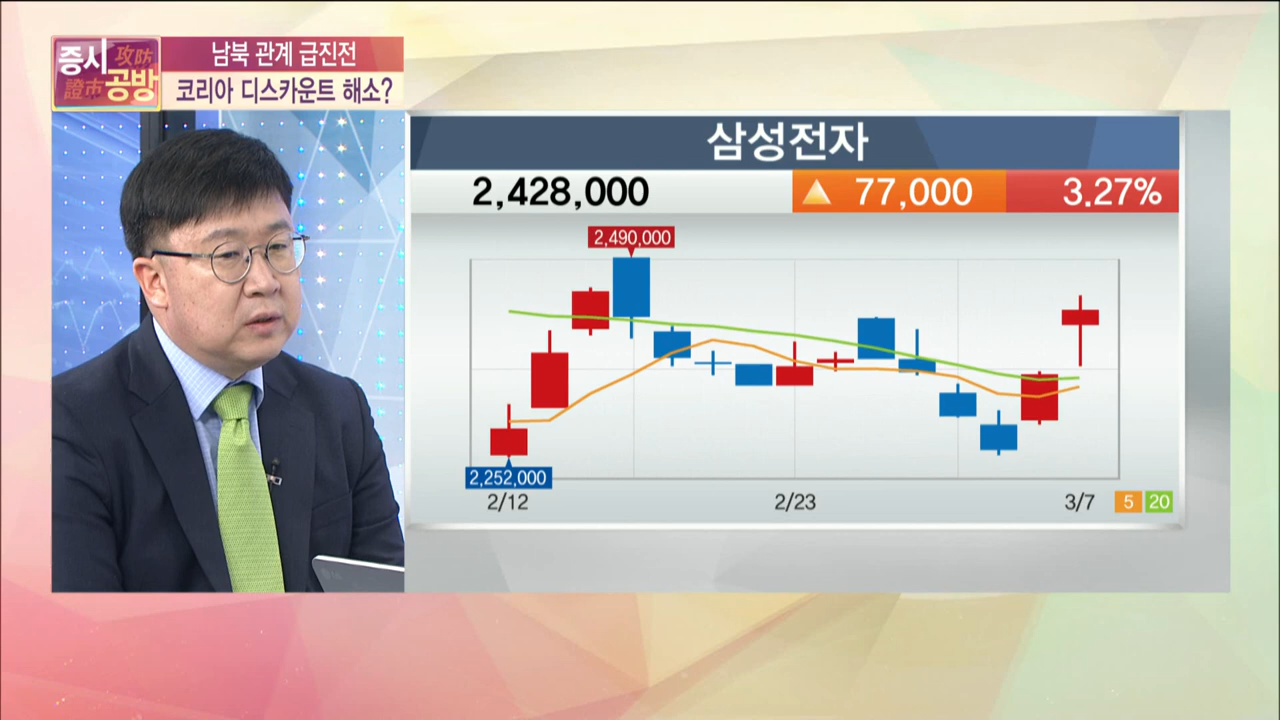 증시 攻防
證市 공방
남북 관계 급진전
코리아 디스카운트 해소?
삼성전자
2,428,000 ▲ 77,000 3.27%
2,490,000
2,252,000
2/12 2/23 3/7 5 20